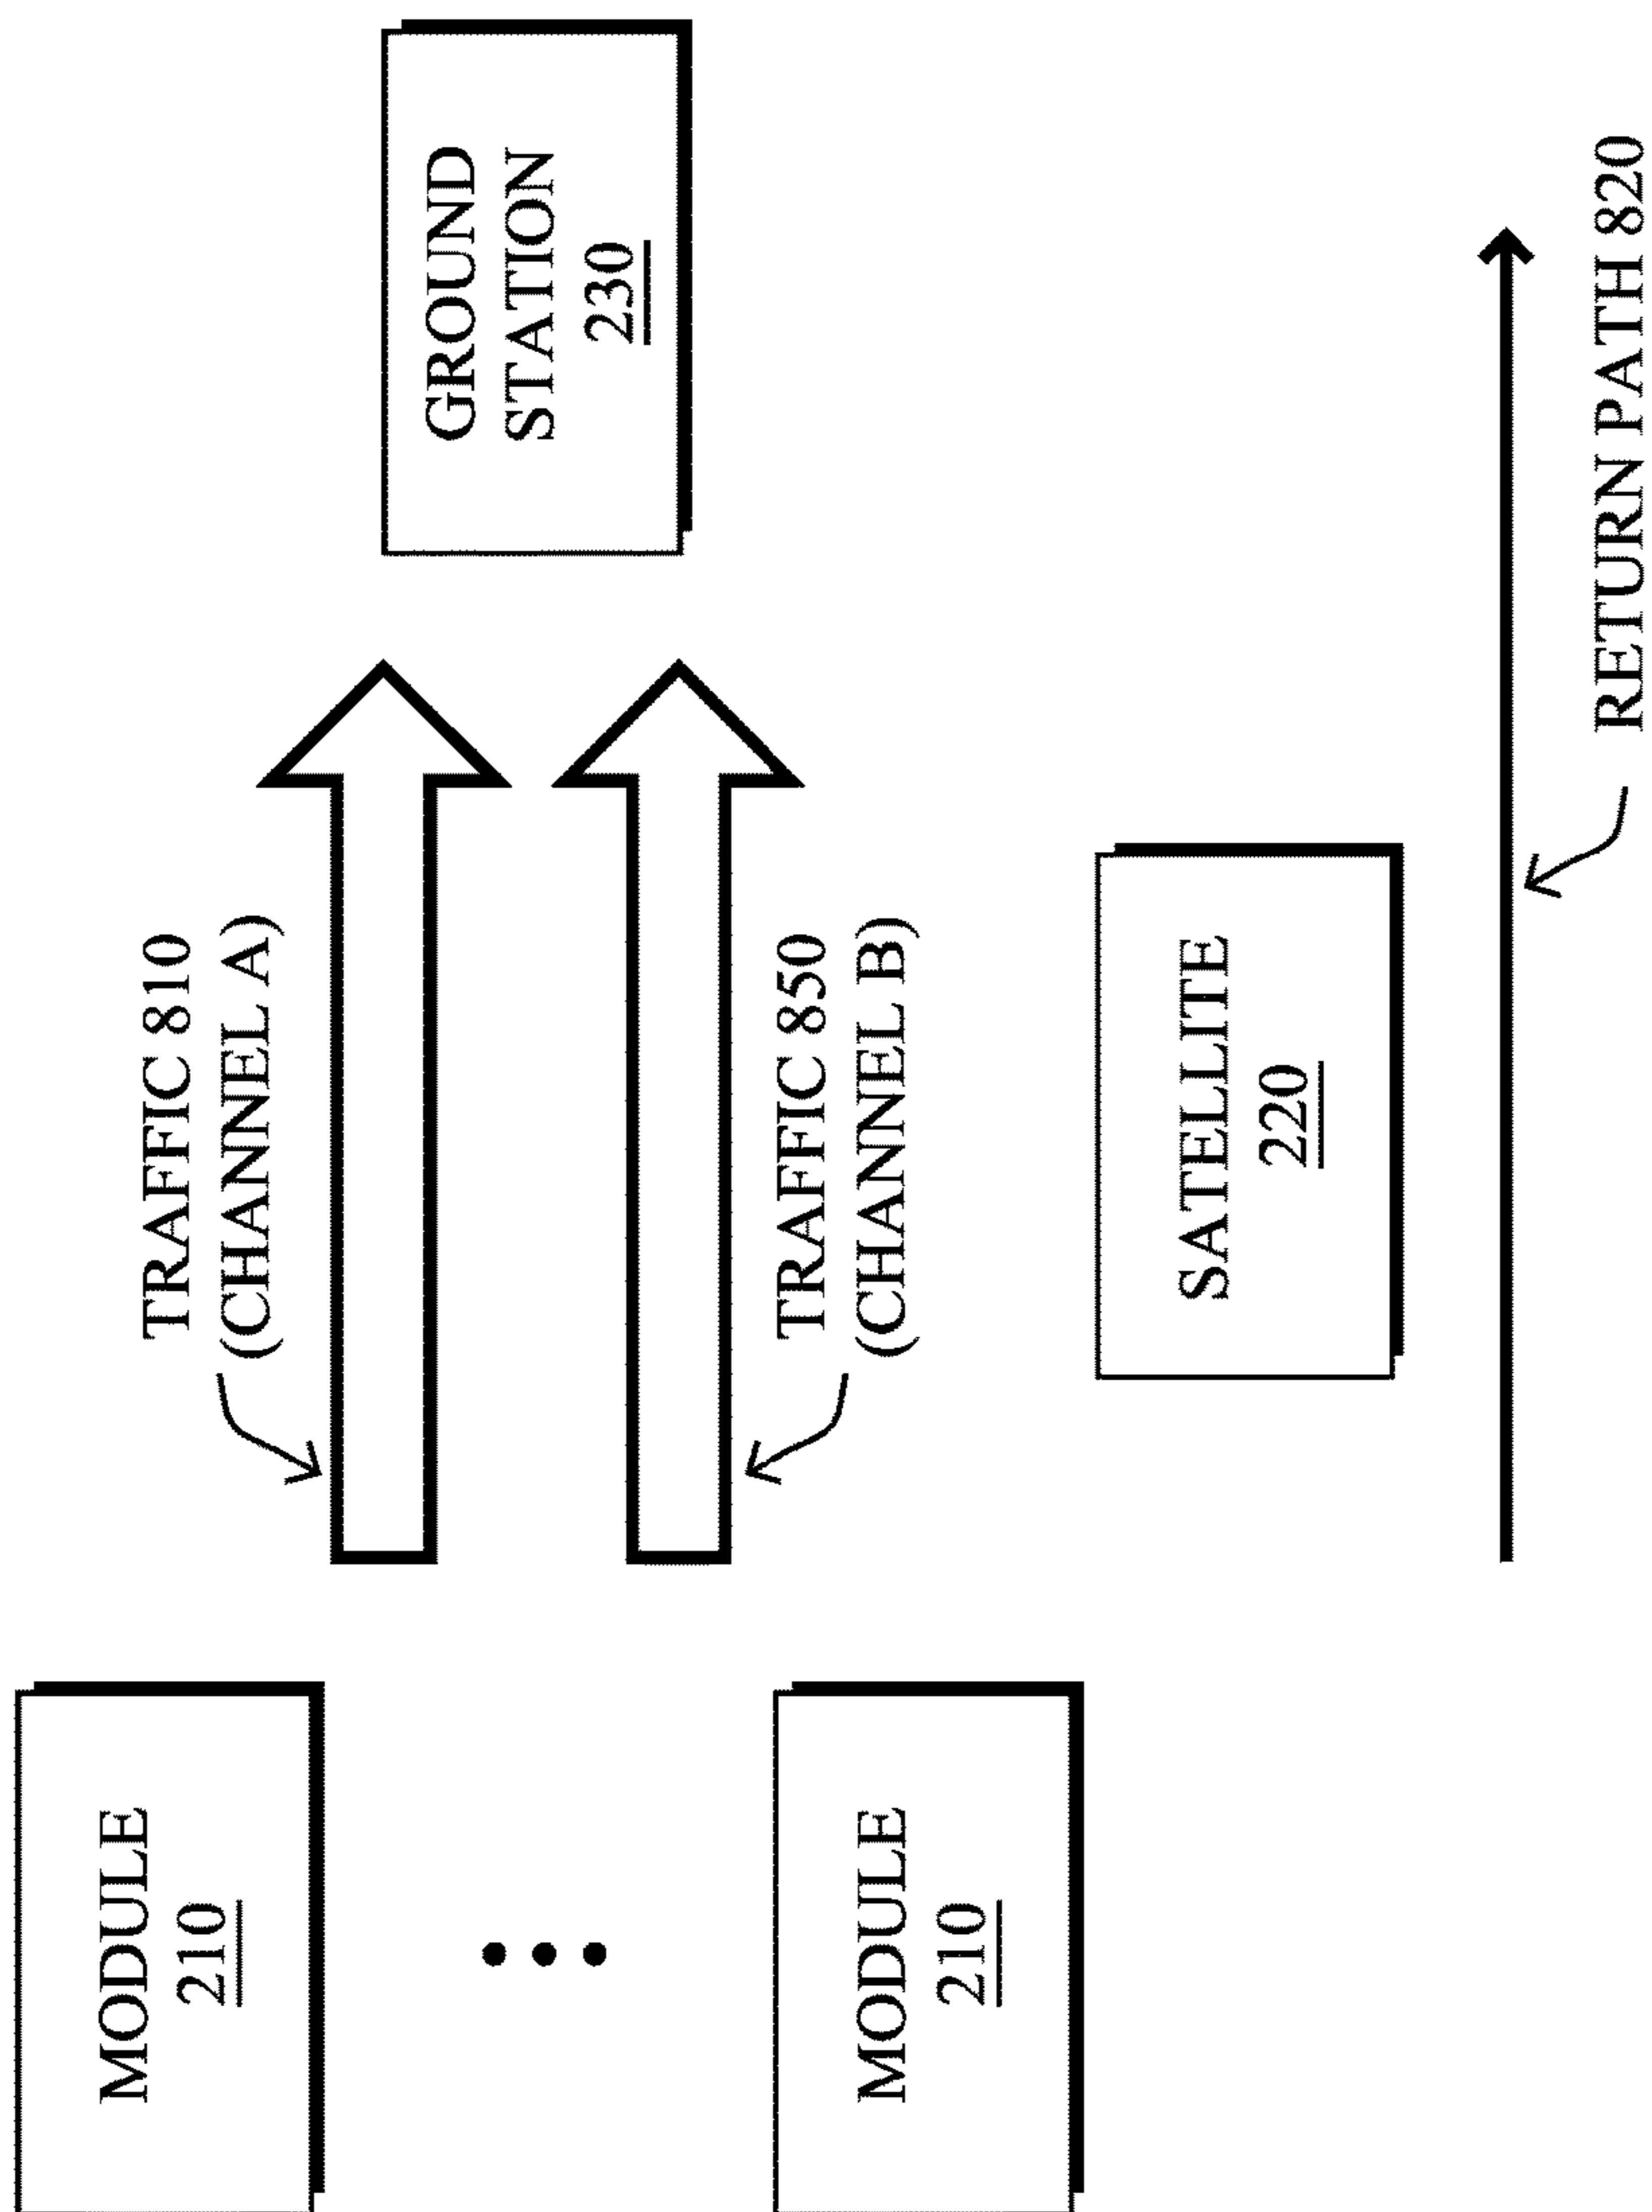 MODULE
210
MODULE
210
TRAFFIC 810
(CHANNEL A)
TRAFFIC 850
(CHANNEL B)
SATELLITE
220
GROUND
STATION
230
RETURN PATH 820